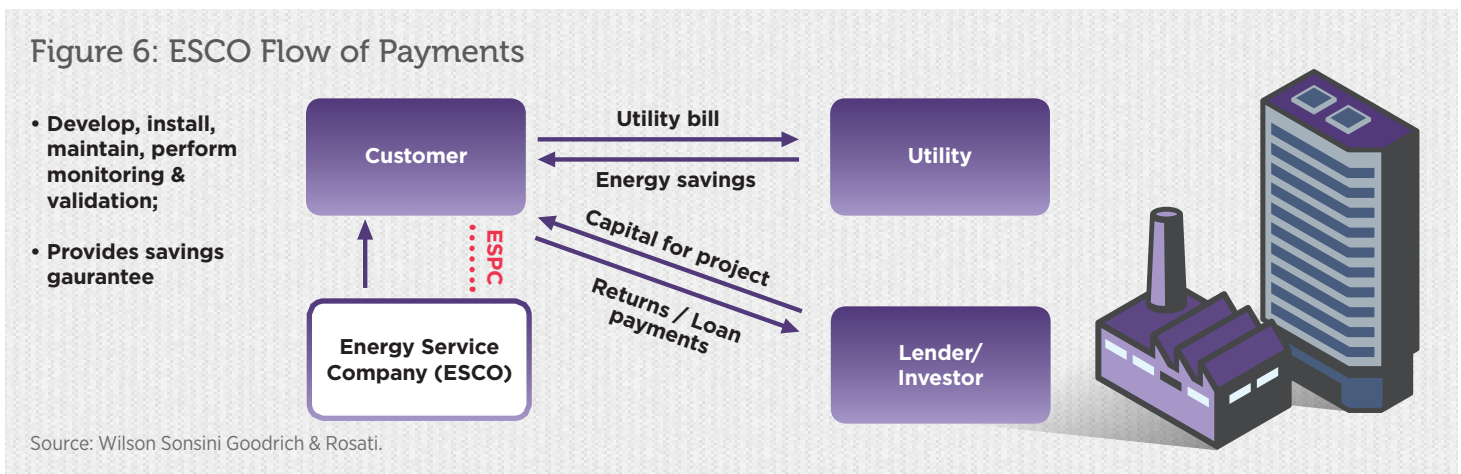 Figure 6: ESCO Flow of Payments
• Develop, install,
maintain, perform
monitoring &
validation;
• Provides savings
gaurantee
Customer
Utility bill
Energy savings
Utility
ESPC
Capital for project
Returns / Loan
payments
Energy Service
Company (ESCO)
Lender/
Investor
Source: Wilson Sonsini Goodrich & Rosati.